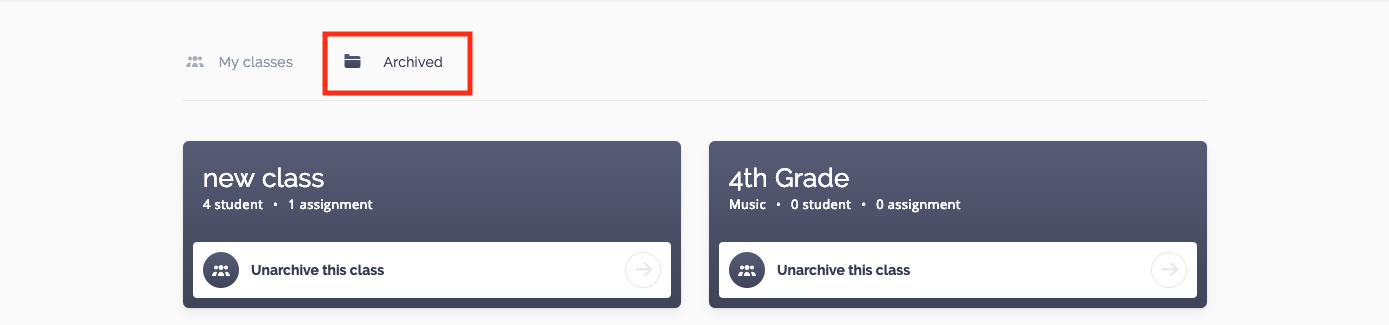 My classes
Archived
new class
4 student • 1 assignment
Unarchive this class
4th Grade
Music • 0 student • 0 assignment
Unarchive this class